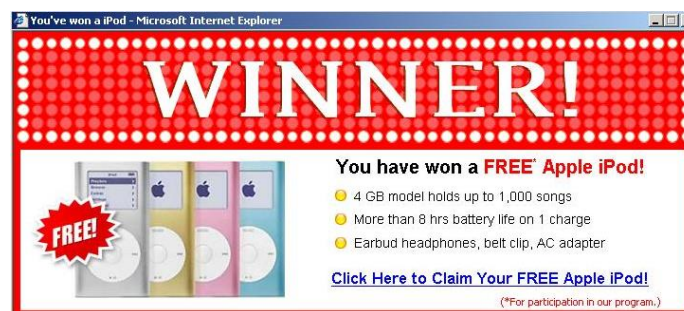 You've won a iPod - Microsoft Internet Explorer
WINNER!
You have won a FREE* Apple iPod!
4 GB model holds up to 1,000 songs
More than 8 hrs battery life on 1 charge
Earbud headphones, belt clip, AC adapter
FREE!
Click Here to Claim Your FREE Apple iPod!
(*For participation in our program.)